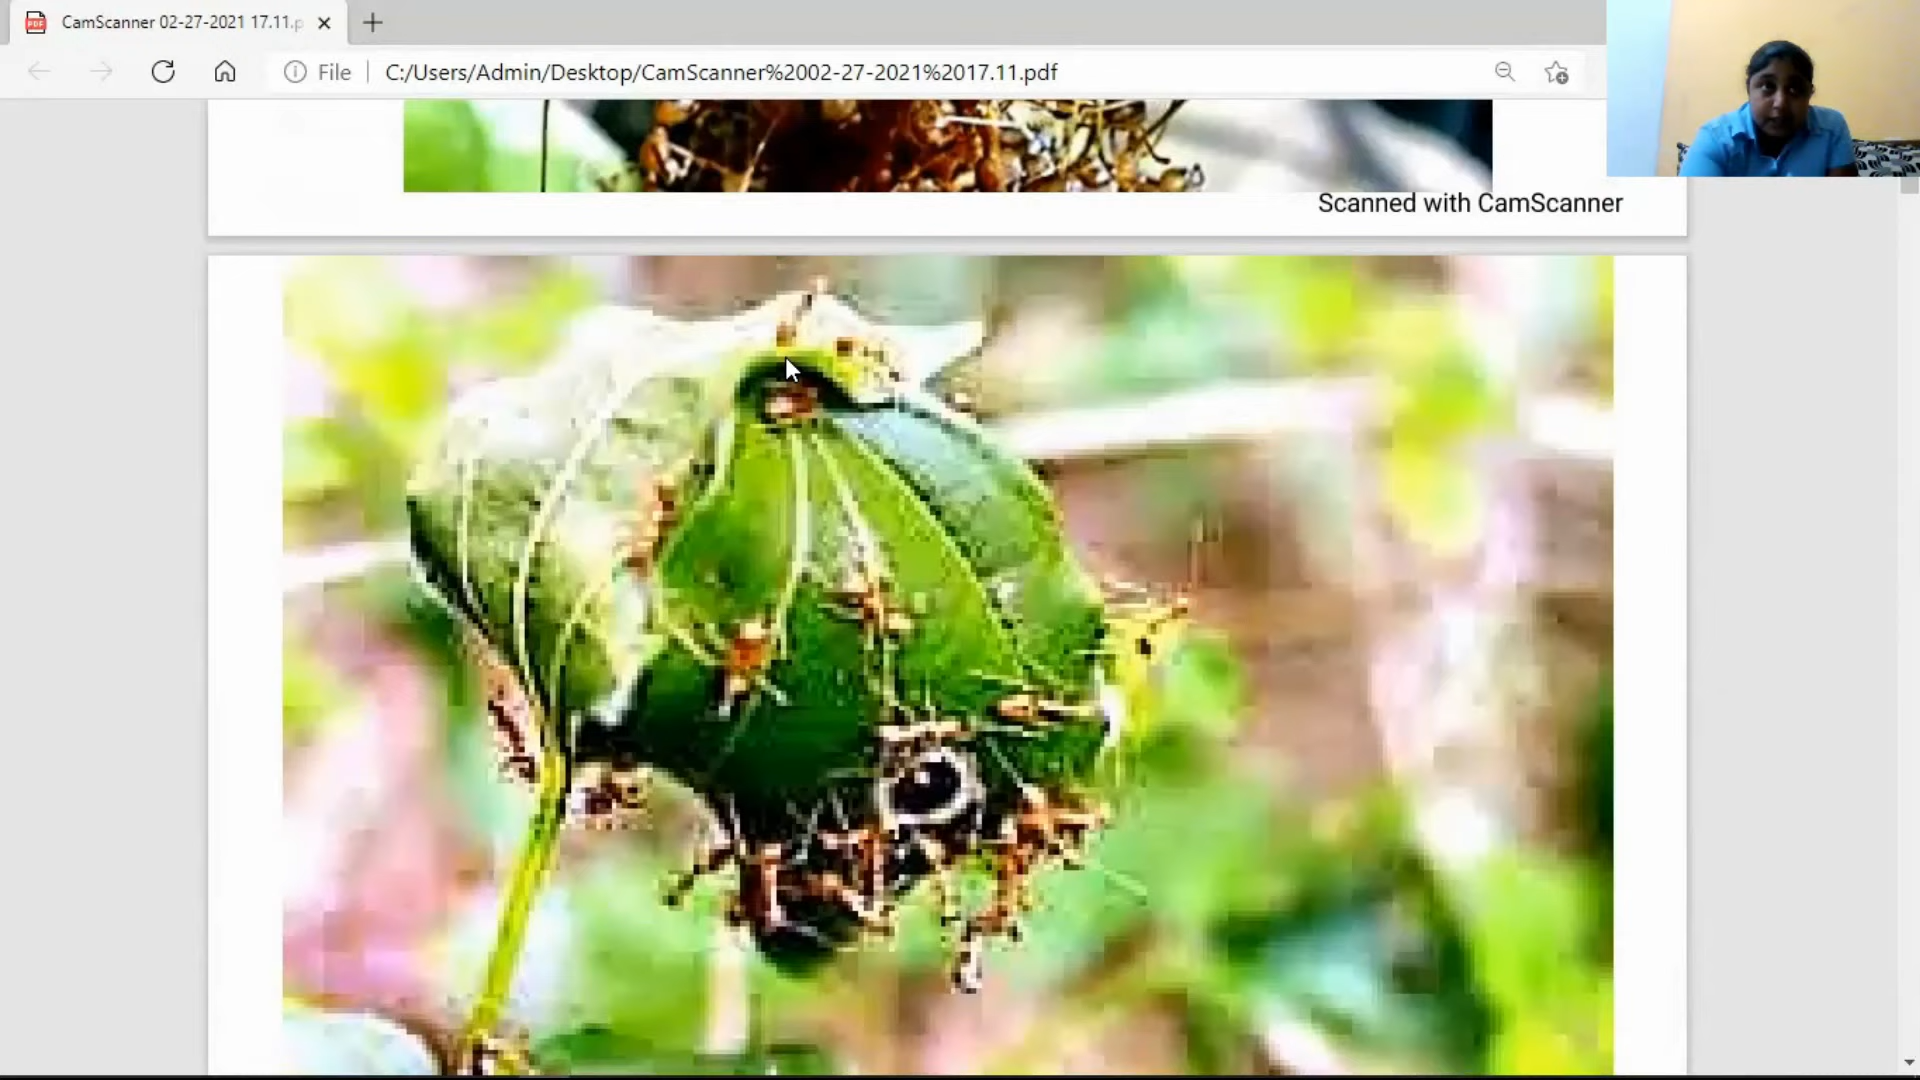 CamScanner 02-27-2021 17.11.p
File
C:/Users/Admin/Desktop/CamScanner%2002-27-2021%2017.11.pdf
Scanned with CamScanner